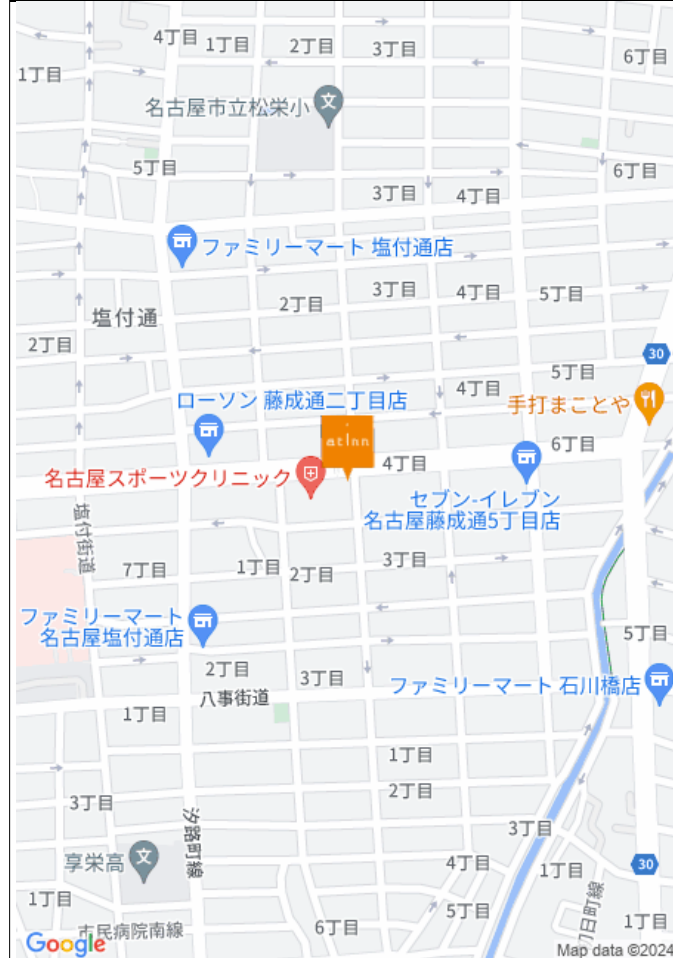 4丁目
1丁目
2丁目
3丁目
6丁目
1丁目
名古屋市立松栄小
5丁目
6丁目
3丁目
4丁目
ファミリーマート 塩付通店
3丁目
4丁目
5丁目
2丁目
塩付通
2丁目
30
5丁目
4丁目
ローソン 藤成通二丁目店
手打まことや
atinn
6丁目
4丁目
名古屋スポーツクリニック
セブン-イレブン
名古屋藤成通5丁目店
塩付街道
3丁目
7丁目
1丁目
2丁目
ファミリーマート
名古屋塩付通店
5丁目
2丁目
3丁目
ファミリーマート 石川橋店
八事街道
1丁目
1丁目
2丁目
3丁目
汐路町線
3丁目
享栄高
4丁目
1丁目
30
1丁目
5丁目
6丁目
1丁目
市民病院南線
日町線
Google
Map data ©2024